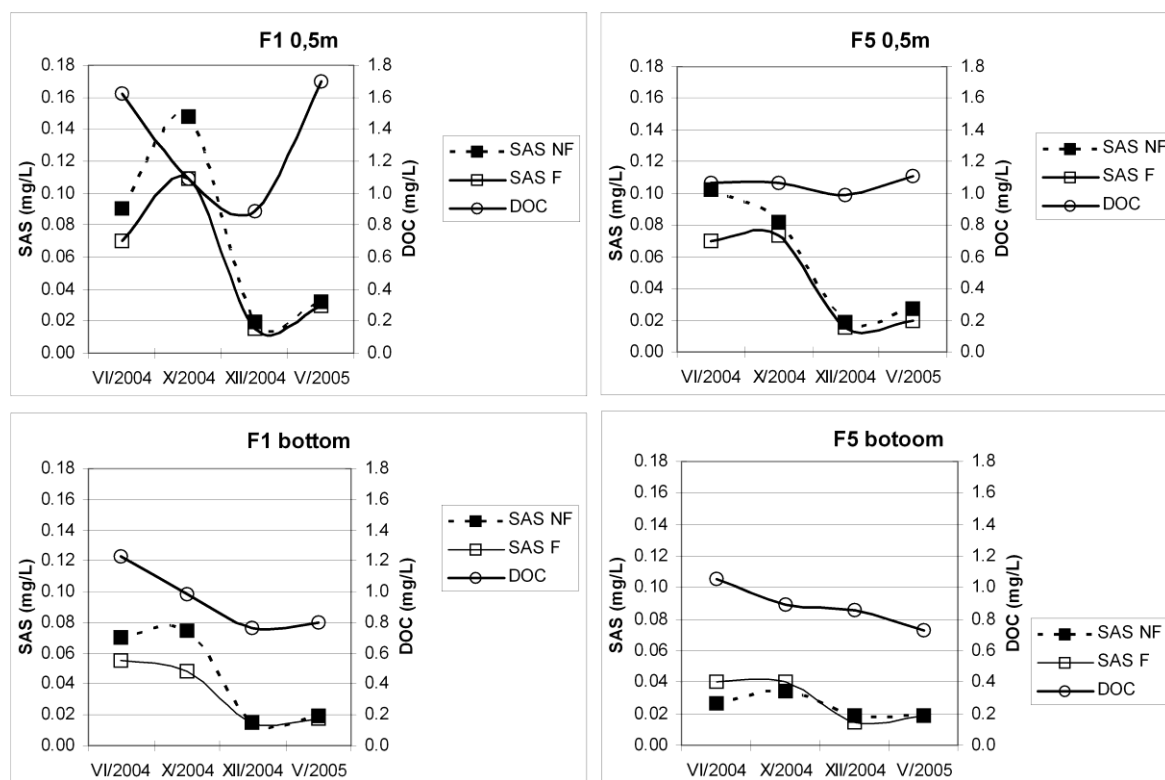 F1 0,5m
0.18
0.16
0.14
0.12
0.10
0.08
0.06
0.04
0.02
0.00
SAS (mg/L)
1.8
1.6
1.4
1.2
1.0
0.8
0.6
0.4
0.2
0.0
DOC (mg/L)
VI/2004 X/2004 XII/2004 V/2005
SAS NF
SAS F
DOC
F5 0,5m
0.18
0.16
0.14
0.12
0.10
0.08
0.06
0.04
0.02
0.00
SAS (mg/L)
1.8
1.6
1.4
1.2
1.0
0.8
0.6
0.4
0.2
0.0
DOC (mg/L)
VI/2004 X/2004 XII/2004 V/2005
SAS NF
SAS F
DOC
F1 bottom
0.18
0.16
0.14
0.12
0.10
0.08
0.06
0.04
0.02
0.00
SAS (mg/L)
1.8
1.6
1.4
1.2
1.0
0.8
0.6
0.4
0.2
0.0
DOC (mg/L)
VI/2004 X/2004 XII/2004 V/2005
SAS NF
SAS F
DOC
F5 botoom
0.18
0.16
0.14
0.12
0.10
0.08
0.06
0.04
0.02
0.00
SAS (mg/L)
1.8
1.6
1.4
1.2
1.0
0.8
0.6
0.4
0.2
0.0
DOC (mg/L)
VI/2004 X/2004 XII/2004 V/2005
SAS NF
SAS F
DOC